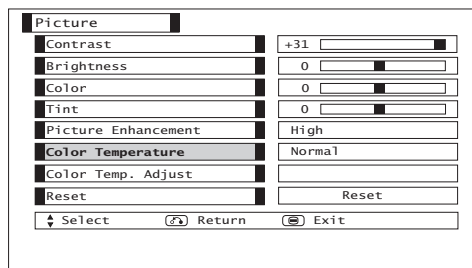 Picture
Contrast +31
Brightness 0
Color 0
Tint 0
Picture Enhancement High
Color Temperature Normal
Color Temp. Adjust
Reset Reset
Select Return Exit